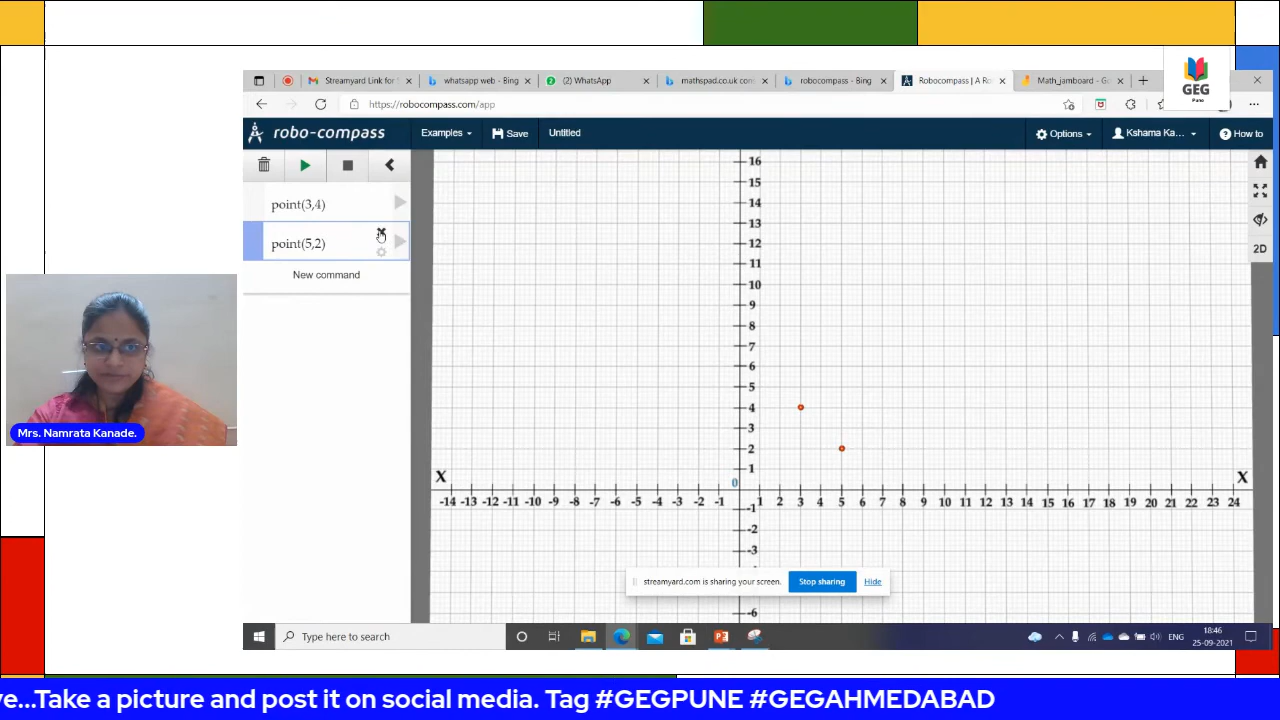 Streamyard Link for
whatsapp web - Bing
(2) WhatsApp
mathspad.co.uk com
robocompass - Bing
Robocompass | A Ro
Math_jamboard - Go
GEG
Pune
https://robocompass.com/app
robo-compass
Examples
Save
Untitled
Options
Kshama Ka...
How to
point(3,4)
point(5,2)
New command
2D
16
15
14
13
12
11
10
9
8
7
6
5
4
3
2
1
0
X
X
-14 -13 -12 -11 -10 -9 -8 -7 -6 -5 -4 -3 -2 -1 1 2 3 4 5 6 7 8 9 10 11 12 13 14 15 16 17 18 19 20 21 22 23 24
-1
-2
-3
-6
streamyard.com is sharing your screen.
Stop sharing
Hide
Mrs. Namrata Kanade.
Type here to search
ENG
18:46
25-09-2021
ve...Take a picture and post it on social media. Tag #GEGPUNE #GEGAHMEDABAD